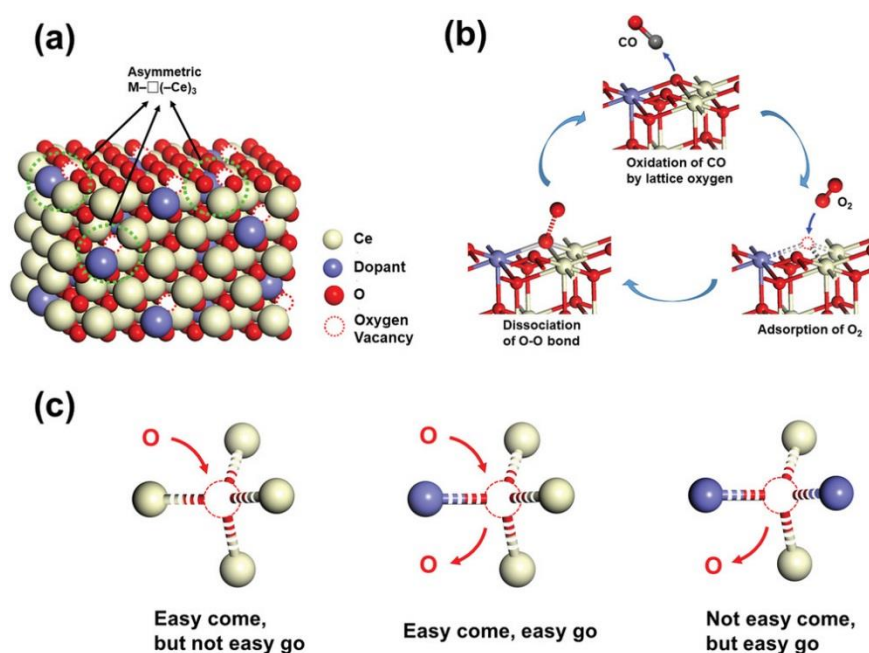 (a)
Asymmetric
M–□(–Ce)₃
Ce
Dopant
O
Oxygen
Vacancy
(b)
CO
Oxidation of CO
by lattice oxygen
O₂
Adsorption of O₂
Dissociation
of O-O bond
(c)
O
Easy come,
but not easy go
O
O
Easy come, easy go
O
Not easy come,
but easy go